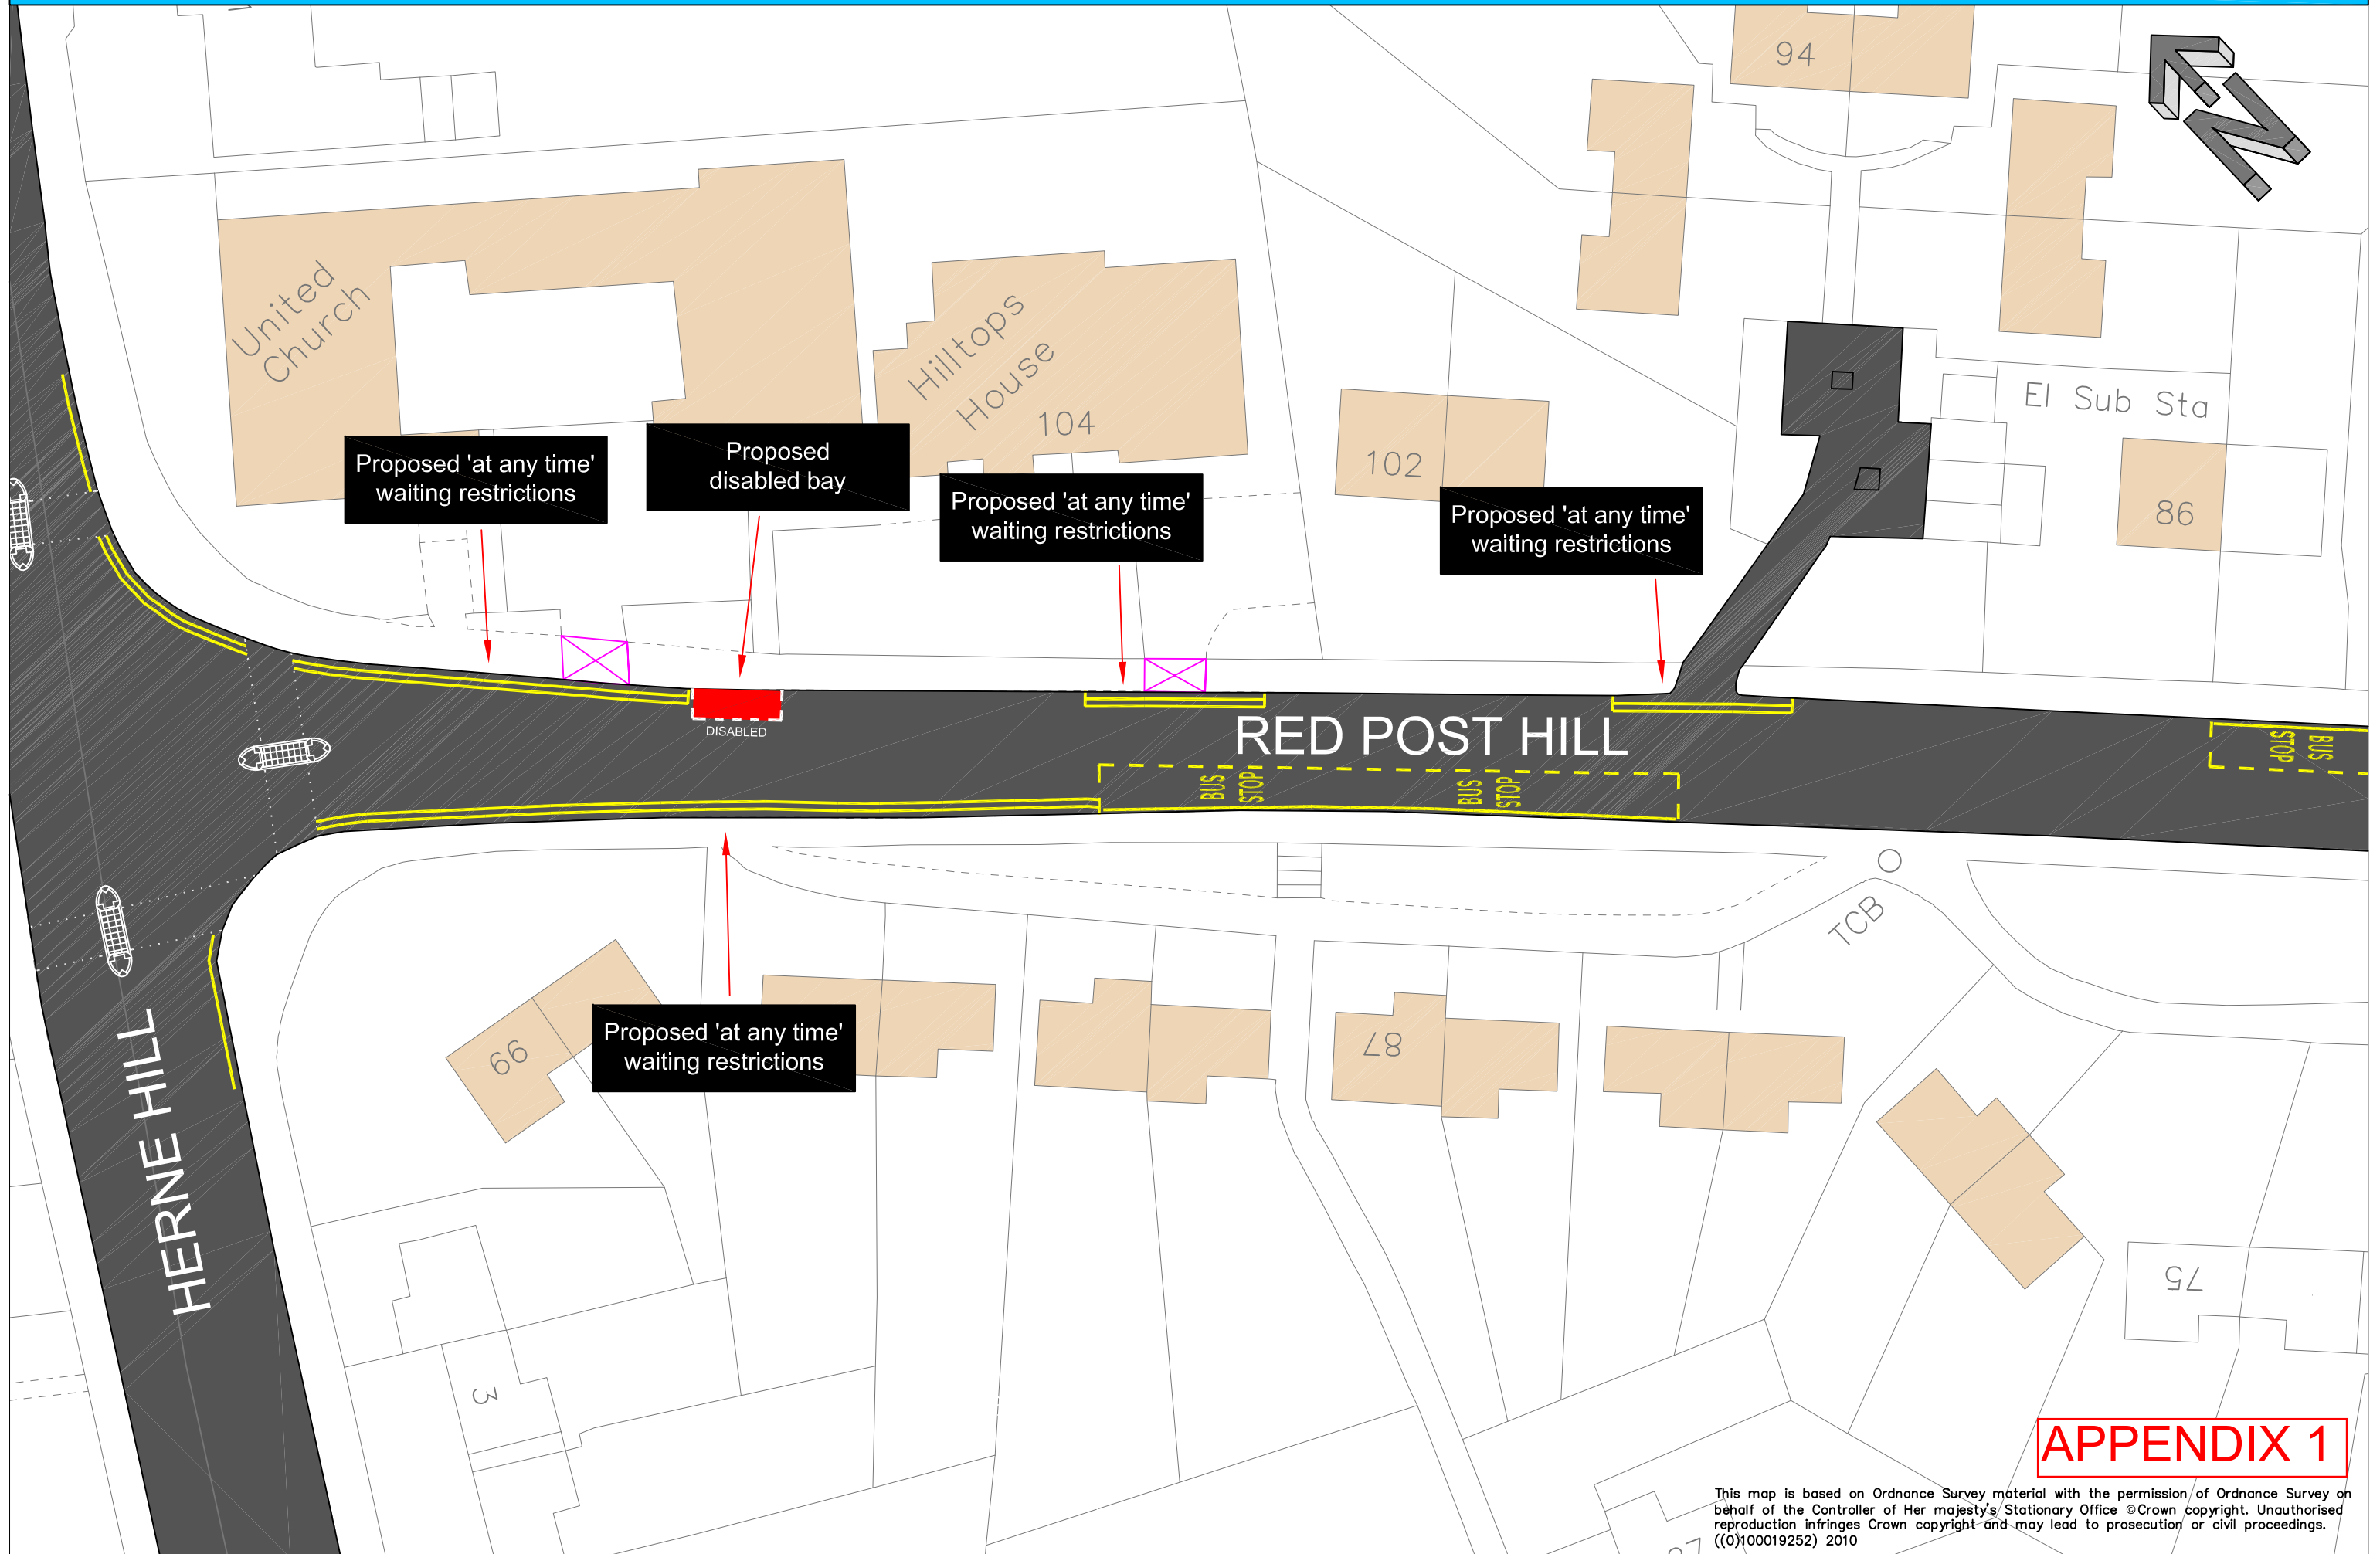 94
United
Church
Hilltops
House
104
102
El Sub Sta
86
Proposed 'at any time'
waiting restrictions
Proposed
disabled bay
Proposed 'at any time'
waiting restrictions
Proposed 'at any time'
waiting restrictions
DISABLED
RED POST HILL
BUS
STOP
BUS
STOP
BUS
STOP
TCB
HERNE HILL
66
Proposed 'at any time'
waiting restrictions
87
75
3
N
APPENDIX 1
This map is based on Ordnance Survey material with the permission of Ordnance Survey on
behalf of the Controller of Her majesty's Stationary Office ©Crown copyright. Unauthorised
reproduction infringes Crown copyright and may lead to prosecution or civil proceedings.
((0)100019252) 2010